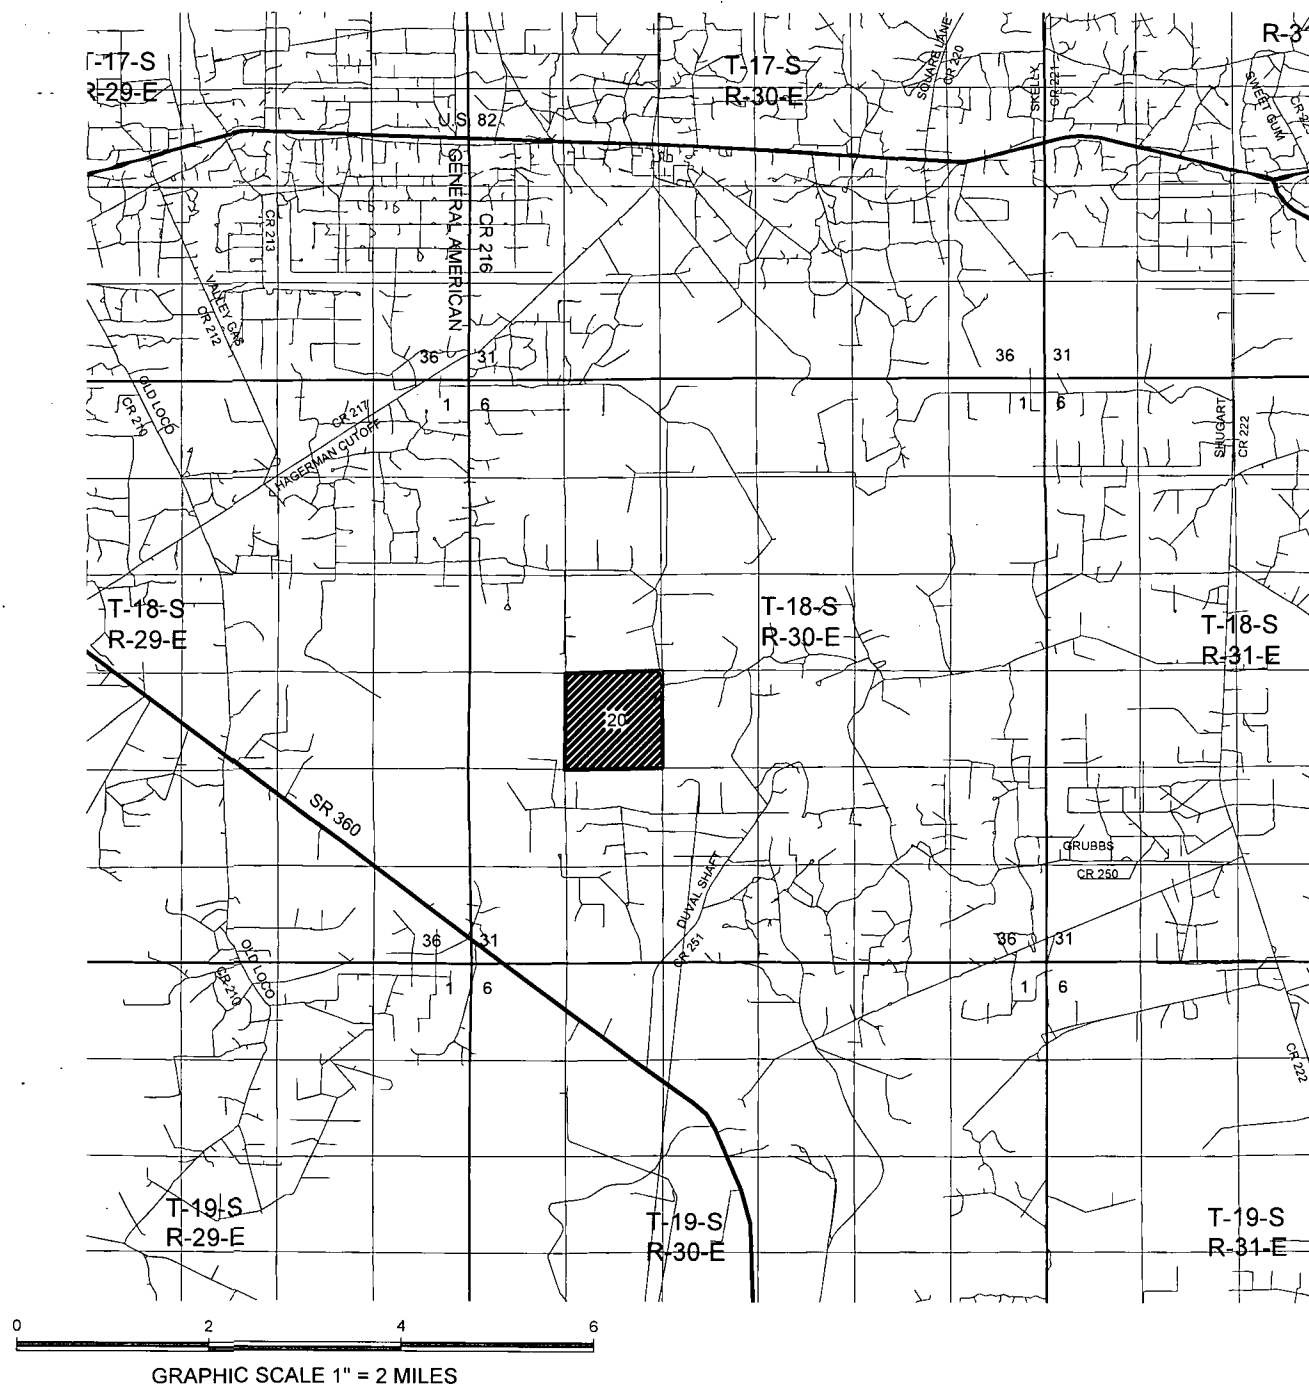 T-17-S
R-29-E
T-17-S
R-30-E
SQUARE LANE
CR 220
SKELLY
CR 221
SWEET GUM
U.S. 82
GENERAL AMERICAN
CR 216
CR 213
VALLEY GAS
CR 212
36 31
36 31
OLD LOCO
CR 210
CR 217
HAGERMAN CUTOFF
1 6
1 6
SHUGART
CR 222
T-18-S
R-29-E
T-18-S
R-30-E
T-18-S
R-31-E
20
SR 360
DUVAL SHAFT
CR 251
GRUBBS
CR 250
36 31
36 31
OLD LOCO
CR 210
1 6
1 6
CR 222
T-19-S
R-29-E
T-19-S
R-30-E
T-19-S
R-31-E
0 2 4 6
GRAPHIC SCALE 1" = 2 MILES